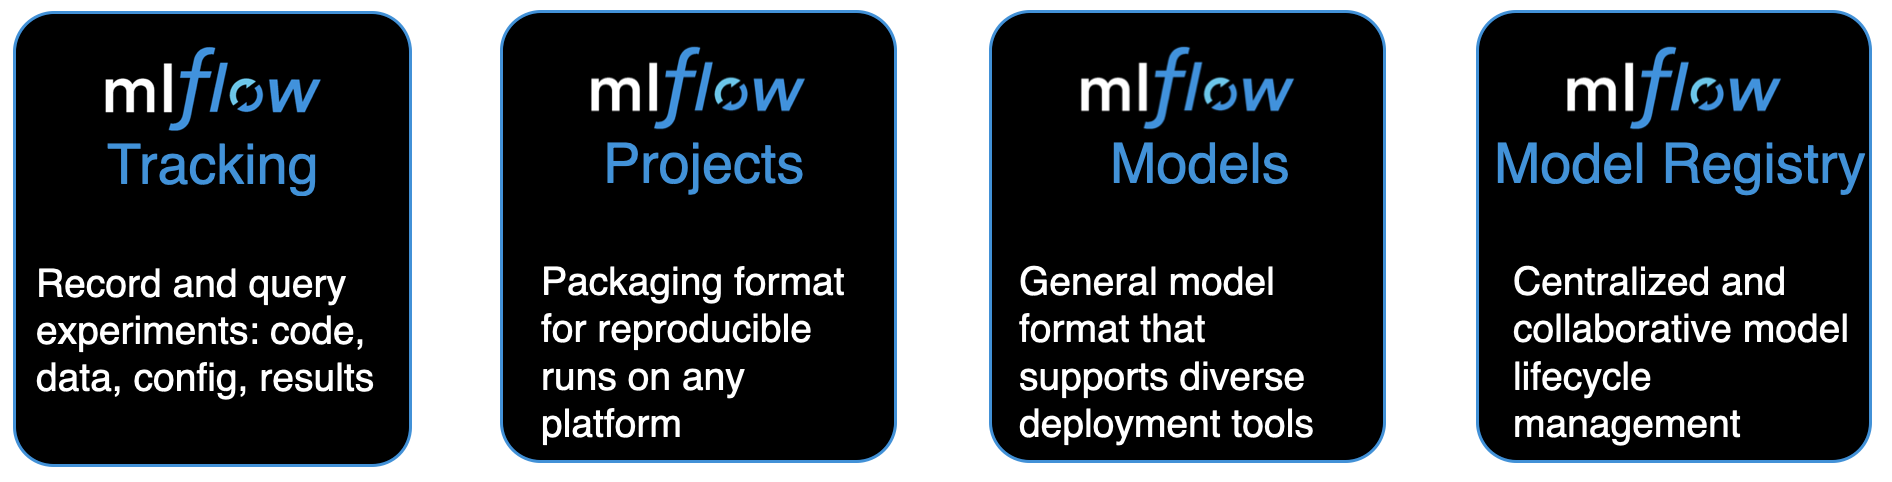 mlflow
Tracking
Record and query
experiments: code,
data, config, results
mlflow
Projects
Packaging format
for reproducible
runs on any
platform
mlflow
Models
General model
format that
supports diverse
deployment tools
mlflow
Model Registry
Centralized and
collaborative model
lifecycle
management